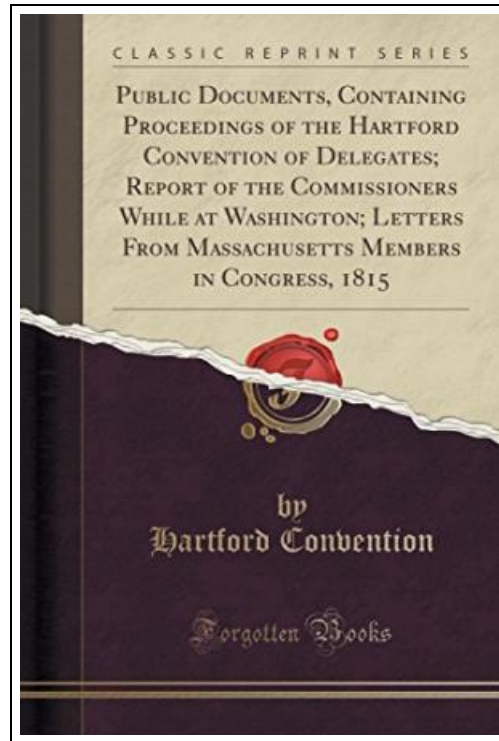 CLASSIC REPRINT SERIES
PUBLIC DOCUMENTS, CONTAINING
PROCEEDINGS OF THE HARTFORD
CONVENTION OF DELEGATES;
REPORT OF THE COMMISSIONERS
WHILE AT WASHINGTON; LETTERS
FROM MASSACHUSETTS MEMBERS
IN CONGRESS, 1815
by
Hartford Convention
Forgotten Books